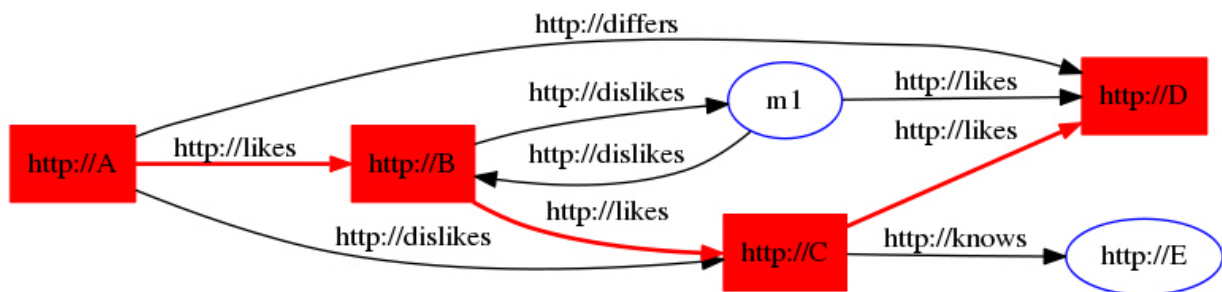 http://differs
http://dislikes
m1
http://likes
http://D
http://likes
http://A
http://likes
http://B
http://dislikes
http://likes
http://dislikes
http://C
http://knows
http://E